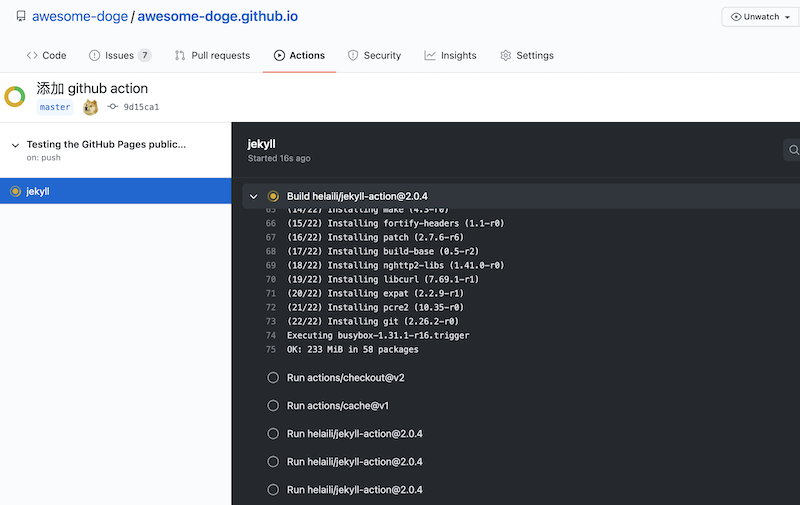 awesome-doge / awesome-doge.github.io
Unwatch
Code
Issues 7
Pull requests
Actions
Security
Insights
Settings
添加 github action
master
9d15ca1
Testing the GitHub Pages public...
on: push
jekyll
jekyll
Started 16s ago
Build helaili/jekyll-action@2.0.4
65 (14/22) Installing make (4.3-r0)
66 (15/22) Installing fortify-headers (1.1-r0)
67 (16/22) Installing patch (2.7.6-r6)
68 (17/22) Installing build-base (0.5-r2)
69 (18/22) Installing nghttp2-libs (1.41.0-r0)
70 (19/22) Installing libcurl (7.69.1-r1)
71 (20/22) Installing expat (2.2.9-r1)
72 (21/22) Installing pcre2 (10.35-r0)
73 (22/22) Installing git (2.26.2-r0)
74 Executing busybox-1.31.1-r16.trigger
75 OK: 233 MiB in 58 packages
Run actions/checkout@v2
Run actions/cache@v1
Run helaili/jekyll-action@2.0.4
Run helaili/jekyll-action@2.0.4
Run helaili/jekyll-action@2.0.4